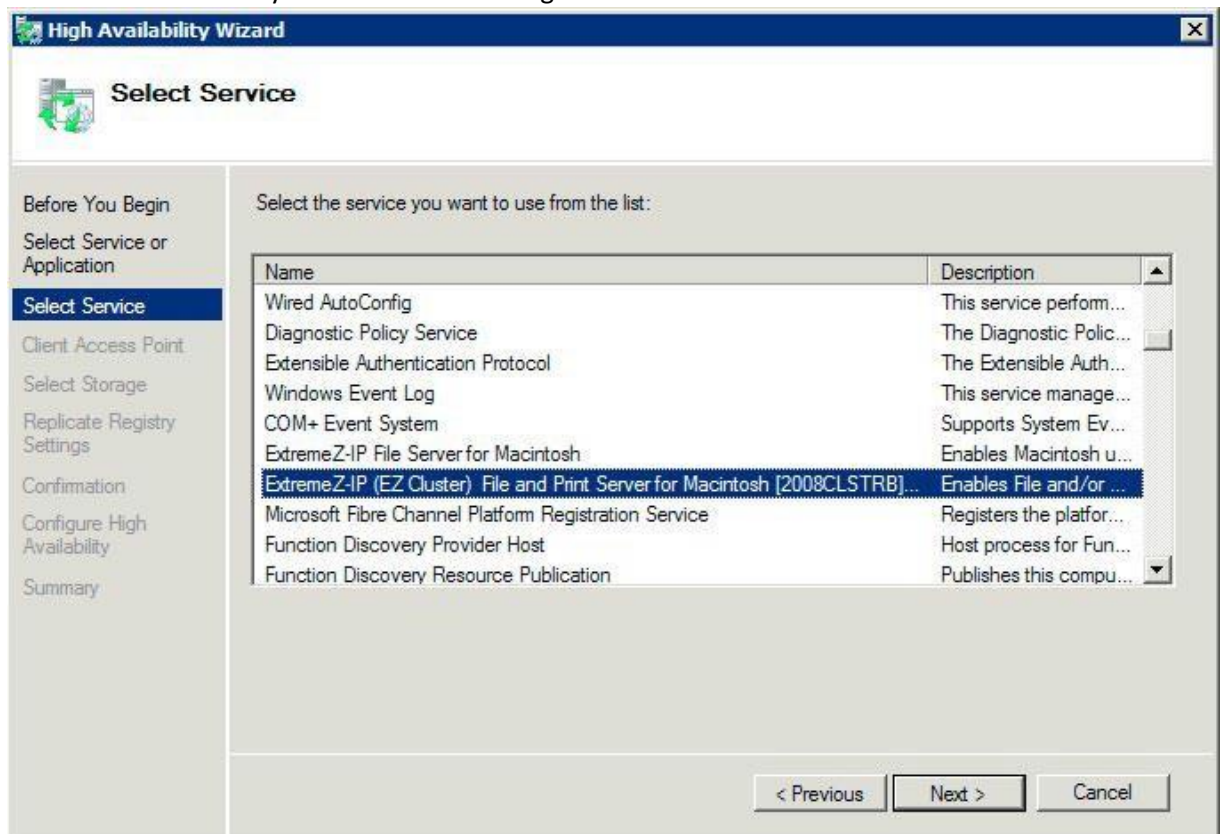 High Availability Wizard
Select Service
Before You Begin
Select Service or
Application
Select Service
Client Access Point
Select Storage
Replicate Registry
Settings
Confirmation
Configure High
Availability
Summary
Select the service you want to use from the list:
Name Description
Wired AutoConfig This service perform...
Diagnostic Policy Service The Diagnostic Polic...
Extensible Authentication Protocol The Extensible Auth...
Windows Event Log This service manage...
COM+ Event System Supports System Ev...
ExtremeZ-IP File Server for Macintosh Enables Macintosh u...
ExtremeZ-IP (EZ Cluster) File and Print Server for Macintosh [2008CLSTRB]... Enables File and/or ...
Microsoft Fibre Channel Platform Registration Service Registers the platfor...
Function Discovery Provider Host Host process for Fun...
Function Discovery Resource Publication Publishes this compu...
< Previous Next > Cancel